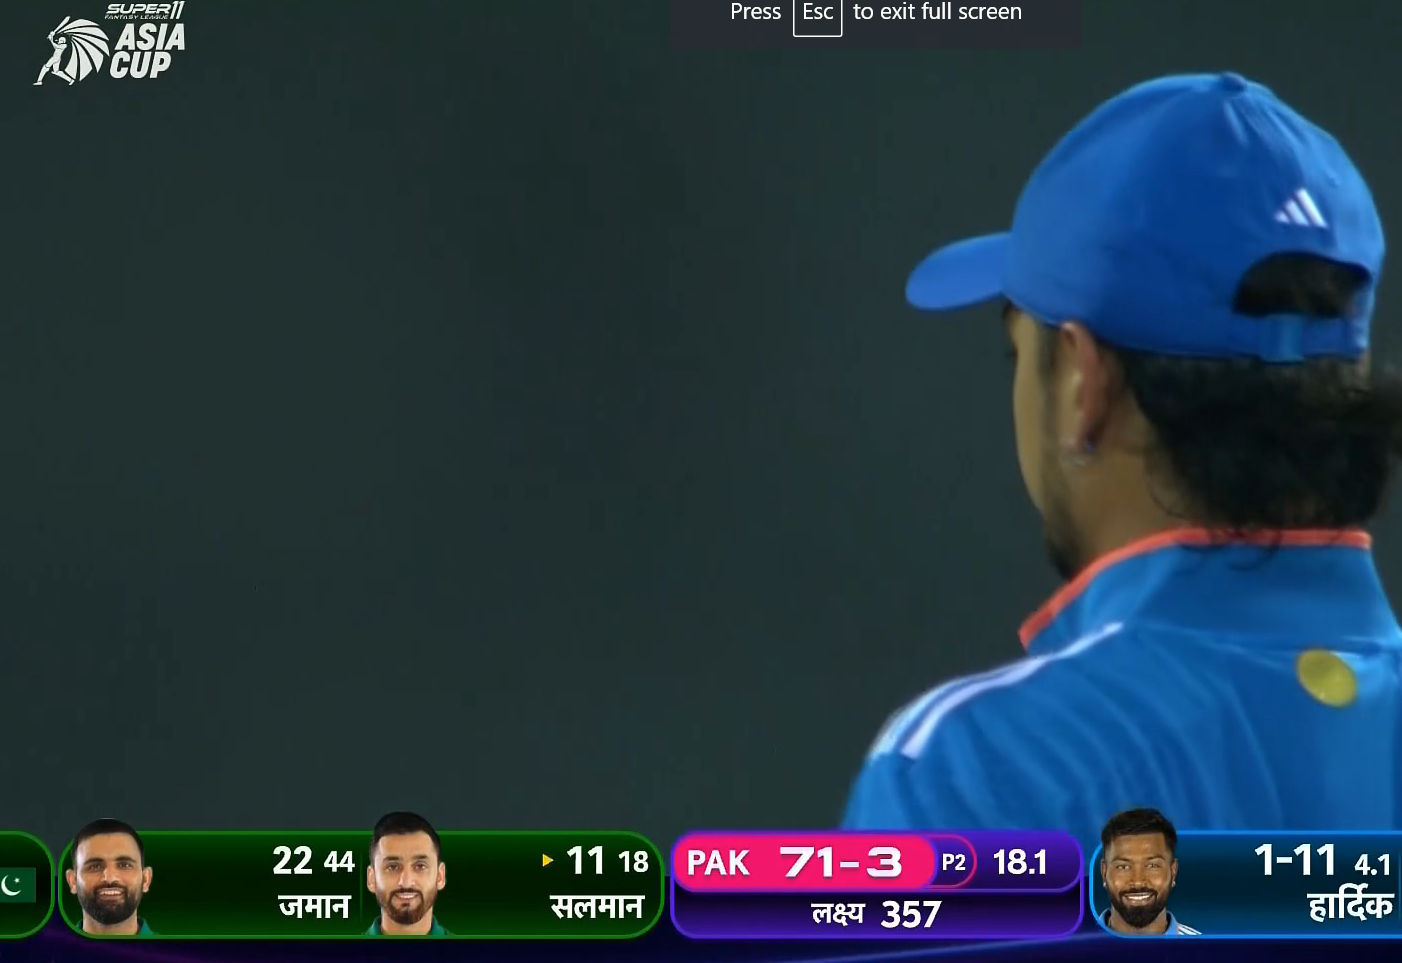 SUPER11
FANTASY LEAGUE
ASIA
CUP
Press Esc to exit full screen
22 44
जमान
11 18
सलमान
PAK 71-3 P2 18.1
लक्ष्य 357
1-11 4.1
हार्दिक